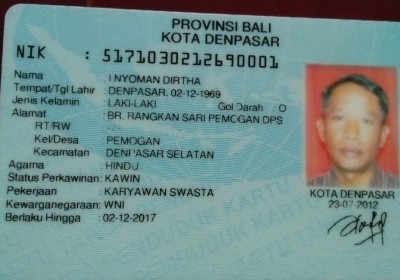 PROVINSI BALI
KOTA DENPASAR
NIK : 5171030212690001
Nama : I NYOMAN DIRTHA
Tempat/Tgl Lahir : DENPASAR, 02-12-1969
Jenis Kelamin : LAKI-LAKI Gol Darah : O
Alamat : BR. RANGKAN SARI PEMOGAN DPS
RT/RW : -/-
Kel/Desa : PEMOGAN
Kecamatan : DENPASAR SELATAN
Agama : HINDU
Status Perkawinan: KAWIN
Pekerjaan : KARYAWAN SWASTA
Kewarganegaraan: WNI
Berlaku Hingga : 02-12-2017
KOTA DENPASAR
23-07-2012